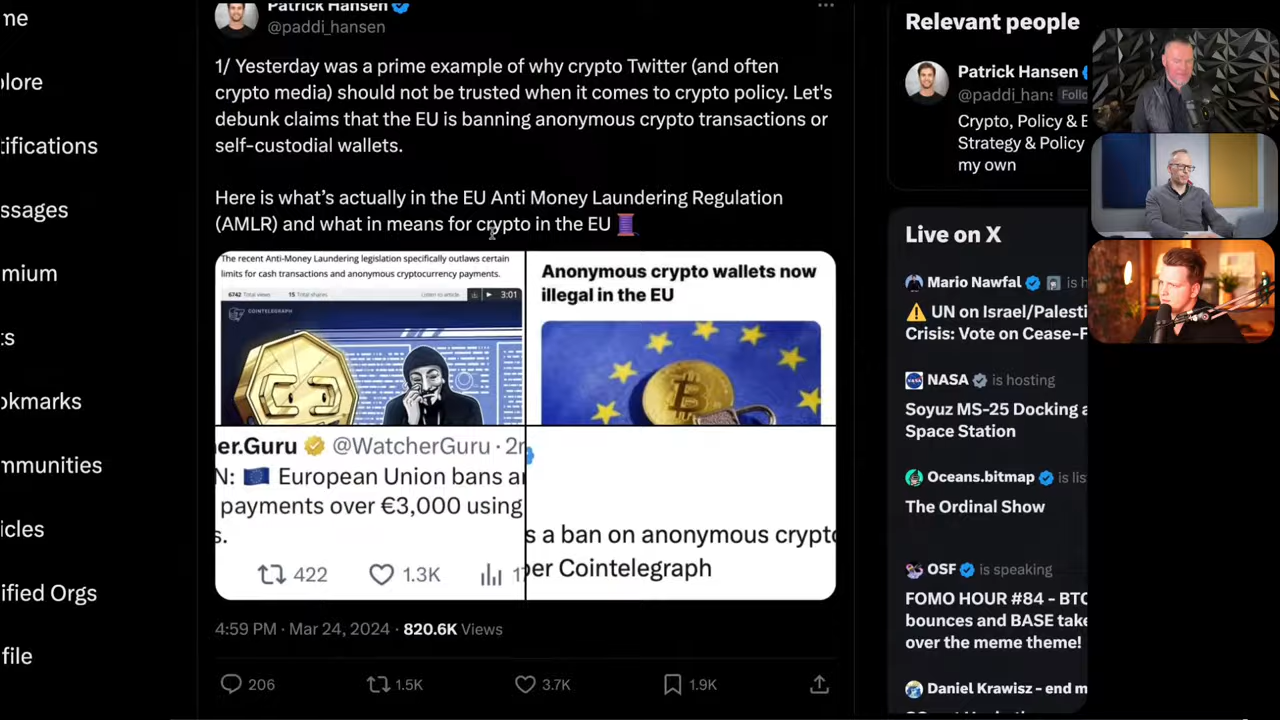 me
lore
tifications
ssages
mium
ts
okmarks
mmunities
icles
ified Orgs
file
Patrick Hansen
@paddi_hansen
1/ Yesterday was a prime example of why crypto Twitter (and often
crypto media) should not be trusted when it comes to crypto policy. Let's
debunk claims that the EU is banning anonymous crypto transactions or
self-custodial wallets.
Here is what's actually in the EU Anti Money Laundering Regulation
(AMLR) and what in means for crypto in the EU
The recent Anti-Money Laundering legislation specifically outlaws certain
limits for cash transactions and anonymous cryptocurrency payments.
6742 Total views 15 Total shares Listen to article 3:01
COINTELEGRAPH
Anonymous crypto wallets now
illegal in the EU
er.Guru @WatcherGuru · 2r
N: European Union bans a
payments over €3,000 using
s.
422 1.3K 1
s a ban on anonymous crypto
per Cointelegraph
4:59 PM · Mar 24, 2024 · 820.6K Views
206 1.5K 3.7K 1.9K
Relevant people
Patrick Hansen
@paddi_hans Follo
Crypto, Policy & E
Strategy & Policy
my own
Live on X
Mario Nawfal is h
UN on Israel/Palesti
Crisis: Vote on Cease-F
NASA is hosting
Soyuz MS-25 Docking a
Space Station
Oceans.bitmap is lis
The Ordinal Show
OSF is speaking
FOMO HOUR #84 - BTC
bounces and BASE take
over the meme theme!
Daniel Krawisz - end m